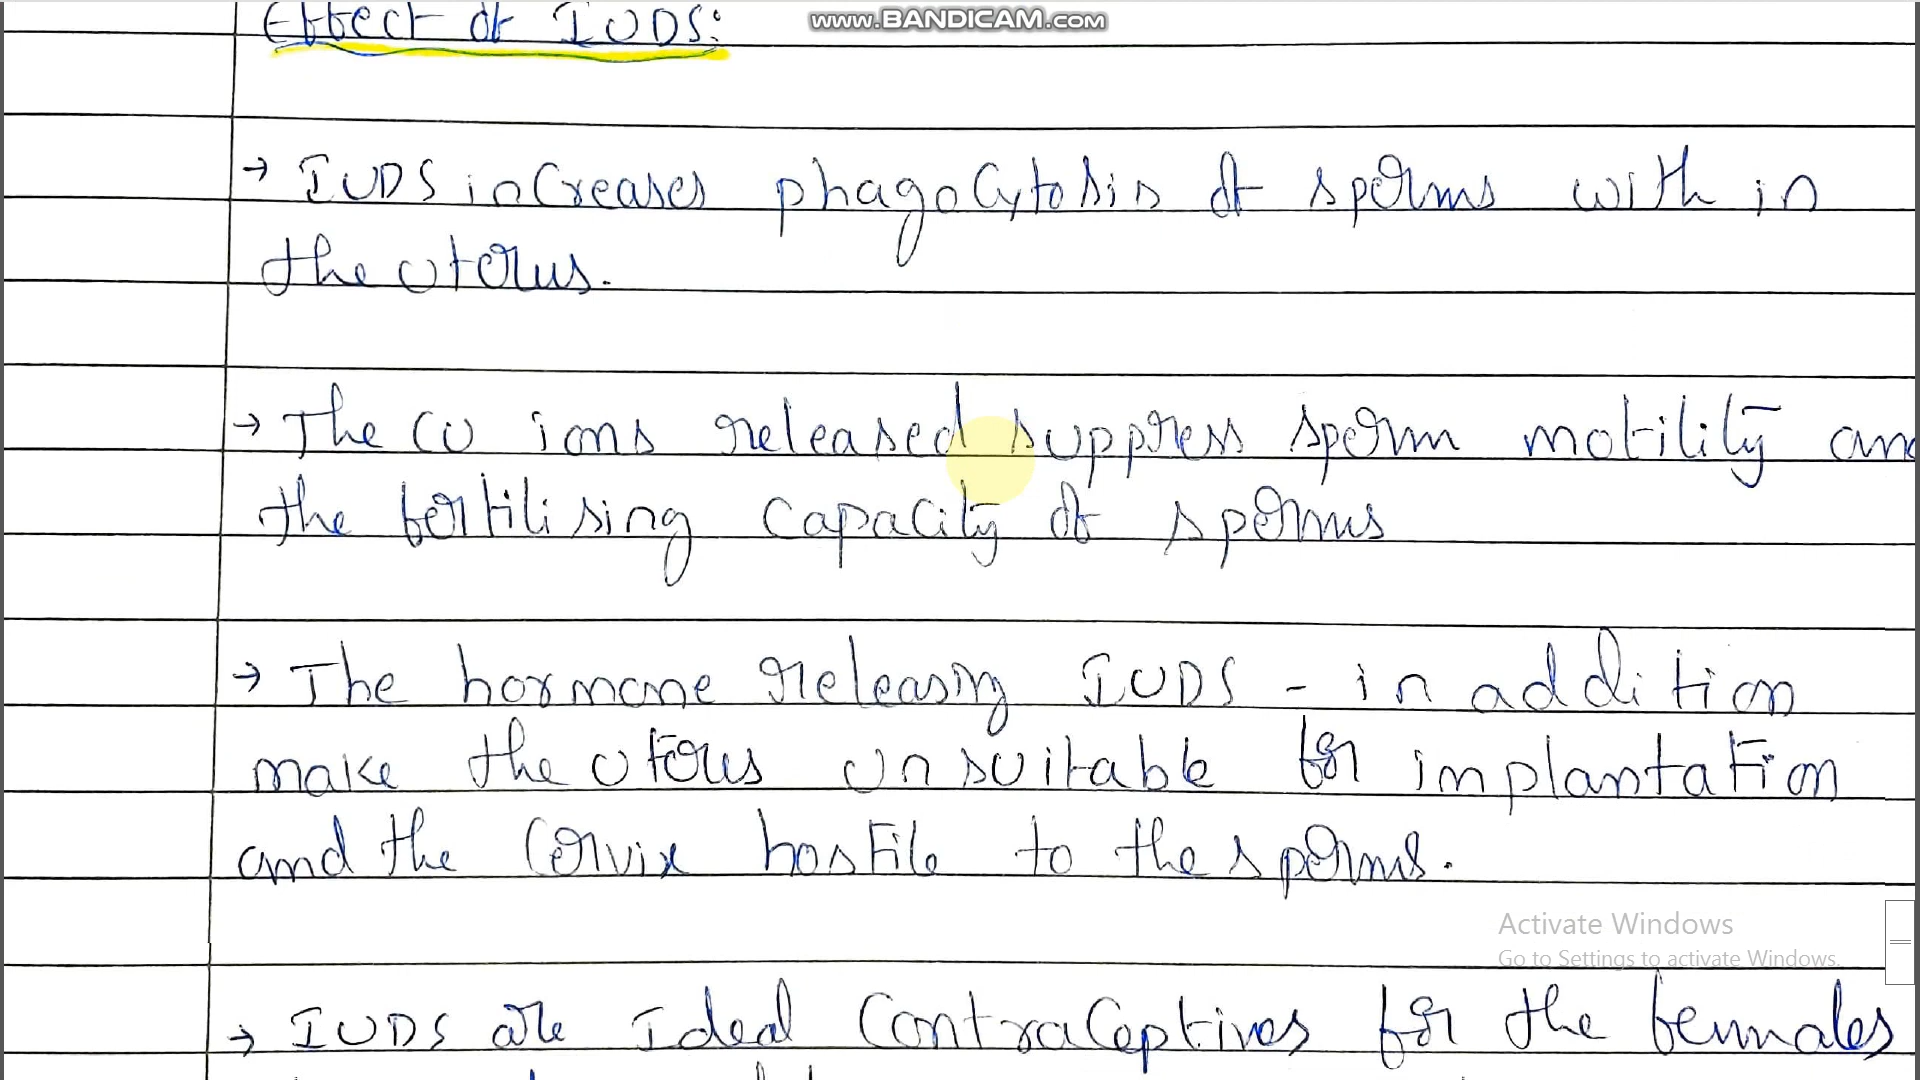 www.BANDICAM.com
Effect of IUDS:
→ IUDS increases phagocytosis of sperms with in
the uterus.
→ The CU ions released suppress sperm motility and
the fertilising capacity of sperms
→ The hormone releasing IUDS - in addition
make the uterus unsuitable for implantation
and the Cervix hostile to the sperms.
Activate Windows
Go to Settings to activate Windows.
→ IUDS are Ideal Contraceptives for the females